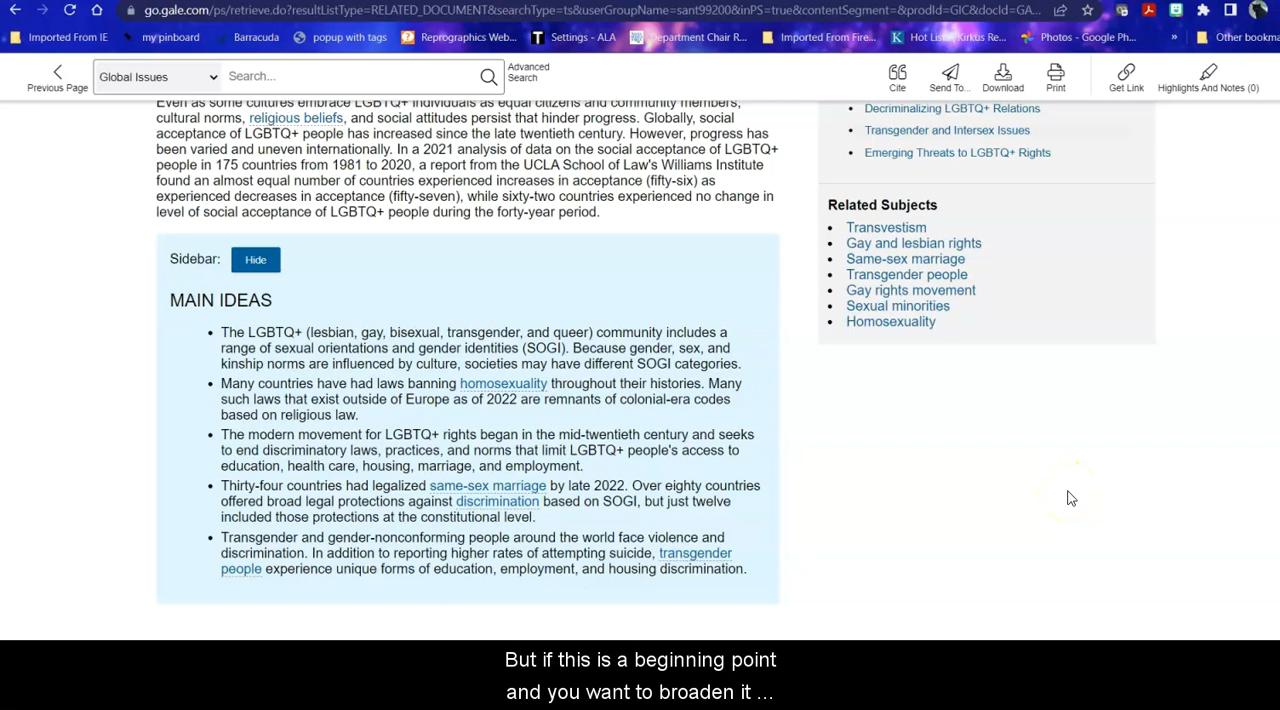 go.gale.com/ps/retrieve.do?resultListType=RELATED_DOCUMENT&searchType=ts&userGroupName=sant99200&inPS=true&contentSegment=&prodId=GIC&docId=GA...
Imported From IE
my pinboard
Barracuda
popup with tags
Reprographics Web...
Settings - ALA
Department Chair R...
Imported From Fire...
Hot List | Kirkus Re...
Photos - Google Ph...
»
Other bookma
Previous Page
Global Issues
Search...
Advanced
Search
Cite
Send To...
Download
Print
Get Link
Highlights And Notes (0)
Even as some cultures embrace LGBTQ+ individuals as equal citizens and community members,
cultural norms, religious beliefs, and social attitudes persist that hinder progress. Globally, social
acceptance of LGBTQ+ people has increased since the late twentieth century. However, progress has
been varied and uneven internationally. In a 2021 analysis of data on the social acceptance of LGBTQ+
people in 175 countries from 1981 to 2020, a report from the UCLA School of Law's Williams Institute
found an almost equal number of countries experienced increases in acceptance (fifty-six) as
experienced decreases in acceptance (fifty-seven), while sixty-two countries experienced no change in
level of social acceptance of LGBTQ+ people during the forty-year period.
Sidebar: Hide
MAIN IDEAS
• The LGBTQ+ (lesbian, gay, bisexual, transgender, and queer) community includes a
range of sexual orientations and gender identities (SOGI). Because gender, sex, and
kinship norms are influenced by culture, societies may have different SOGI categories.
• Many countries have had laws banning homosexuality throughout their histories. Many
such laws that exist outside of Europe as of 2022 are remnants of colonial-era codes
based on religious law.
• The modern movement for LGBTQ+ rights began in the mid-twentieth century and seeks
to end discriminatory laws, practices, and norms that limit LGBTQ+ people's access to
education, health care, housing, marriage, and employment.
• Thirty-four countries had legalized same-sex marriage by late 2022. Over eighty countries
offered broad legal protections against discrimination based on SOGI, but just twelve
included those protections at the constitutional level.
• Transgender and gender-nonconforming people around the world face violence and
discrimination. In addition to reporting higher rates of attempting suicide, transgender
people experience unique forms of education, employment, and housing discrimination.
• Decriminalizing LGBTQ+ Relations
• Transgender and Intersex Issues
• Emerging Threats to LGBTQ+ Rights
Related Subjects
• Transvestism
• Gay and lesbian rights
• Same-sex marriage
• Transgender people
• Gay rights movement
• Sexual minorities
• Homosexuality
But if this is a beginning point
and you want to broaden it ...